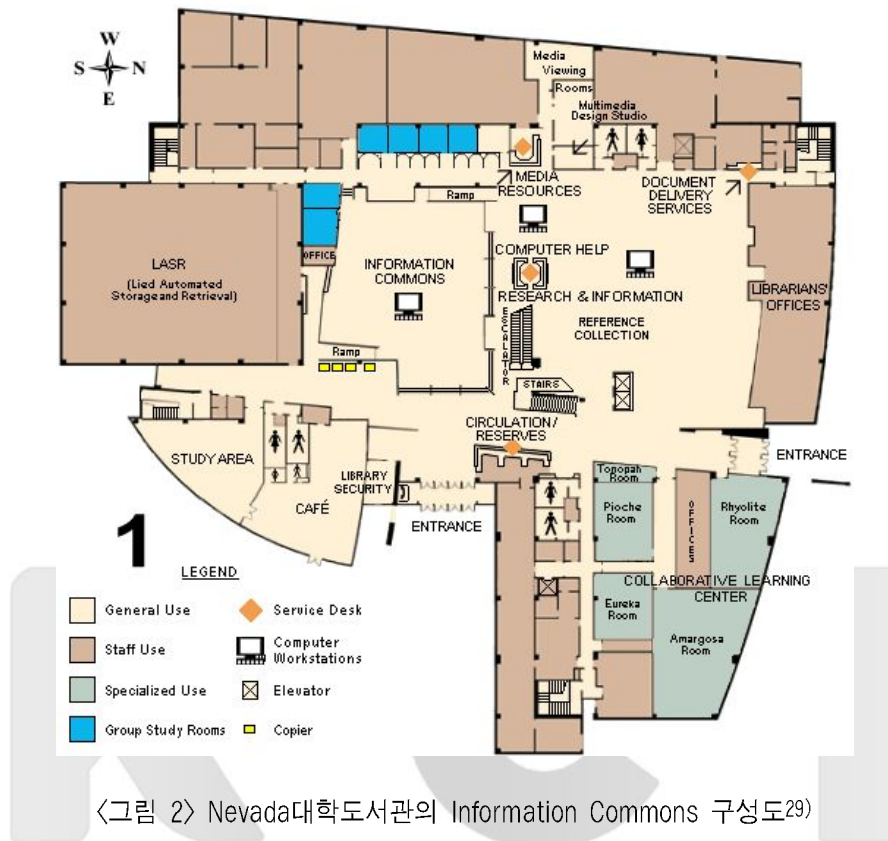 W
S N
E
Media
Viewing
Rooms
Multimedia
Design Studio
MEDIA
RESOURCES
DOCUMENT
DELIVERY
SERVICES
Ramp
COMPUTER HELP
OFFICE
INFORMATION
COMMONS
LASR
(Lied Automated
Storage and Retrieval)
RESEARCH & INFORMATION
LIBRARIANS'
OFFICES
ESCALATOR
REFERENCE
COLLECTION
Ramp
STAIRS
CIRCULATION/
RESERVES
STUDY AREA
LIBRARY
SECURITY
CAFÉ
ENTRANCE
ENTRANCE
Tonopah
Room
Pioche
Room
OFFICES
Rhyolite
Room
COLLABORATIVE LEARNING
CENTER
Eureka
Room
Amargosa
Room
1
LEGEND
General Use
Service Desk
Staff Use
Computer
Workstations
Specialized Use
Elevator
Group Study Rooms
Copier
〈그림 2〉 Nevada대학도서관의 Information Commons 구성도29)